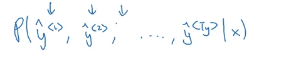 P(ŷ^{<1>}, ŷ^{<2>}, ...., ŷ^{<Ty>} | x)